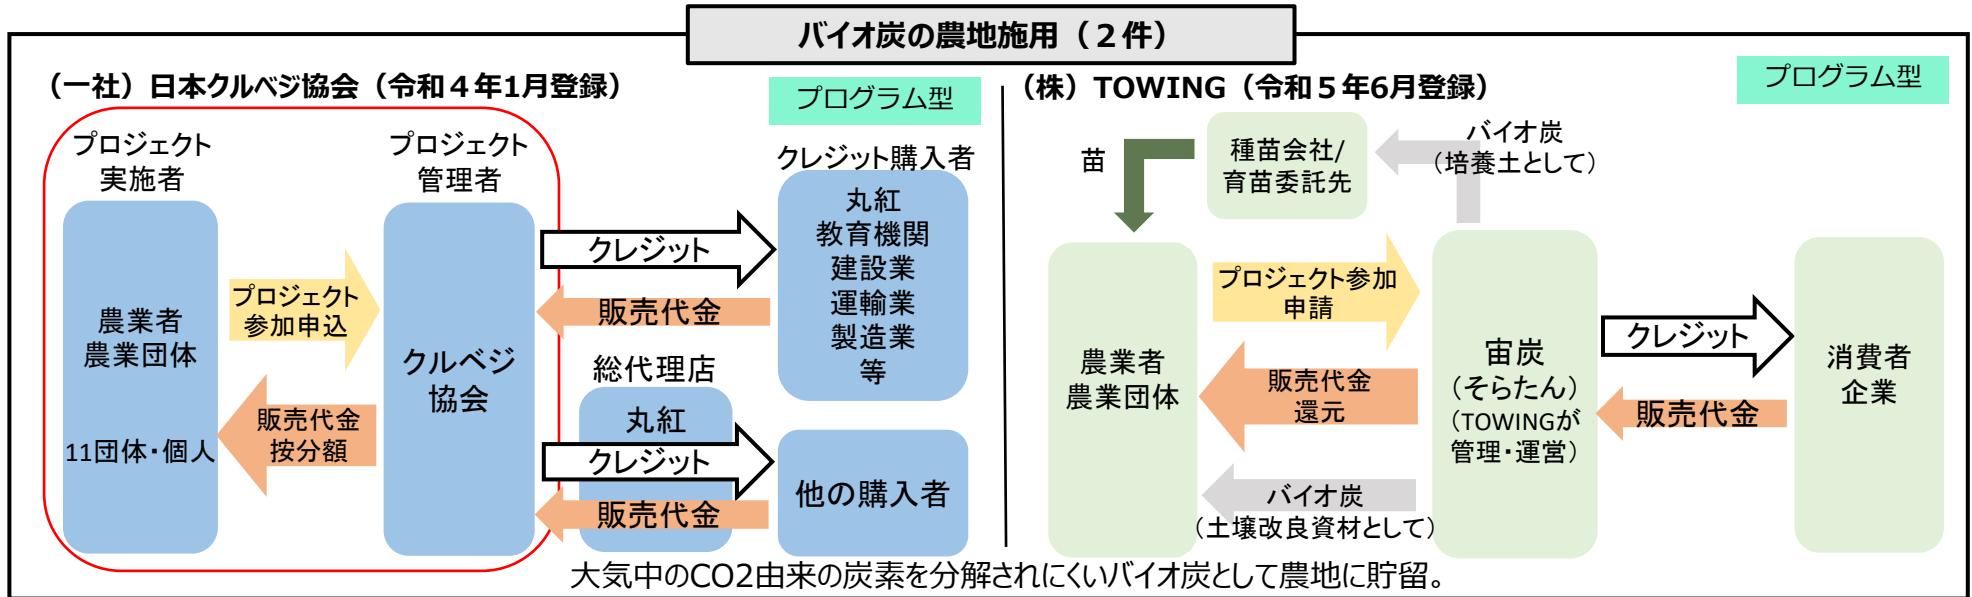 バイオ炭の農地施用（２件）
（一社）日本クルベジ協会（令和４年1月登録）
プログラム型
プロジェクト
実施者
プロジェクト
管理者
クレジット購入者
農業者
農業団体
11団体・個人
プロジェクト
参加申込
販売代金
按分額
クルベジ
協会
クレジット
販売代金
丸紅
教育機関
建設業
運輸業
製造業
等
総代理店
丸紅
クレジット
販売代金
他の購入者
（株）TOWING（令和５年6月登録）
プログラム型
苗
種苗会社/
育苗委託先
バイオ炭
（培養土として）
農業者
農業団体
プロジェクト参加
申請
販売代金
還元
バイオ炭
（土壌改良資材として）
宙炭
（そらたん）
（TOWINGが
管理・運営）
クレジット
販売代金
消費者
企業
大気中のCO2由来の炭素を分解されにくいバイオ炭として農地に貯留。